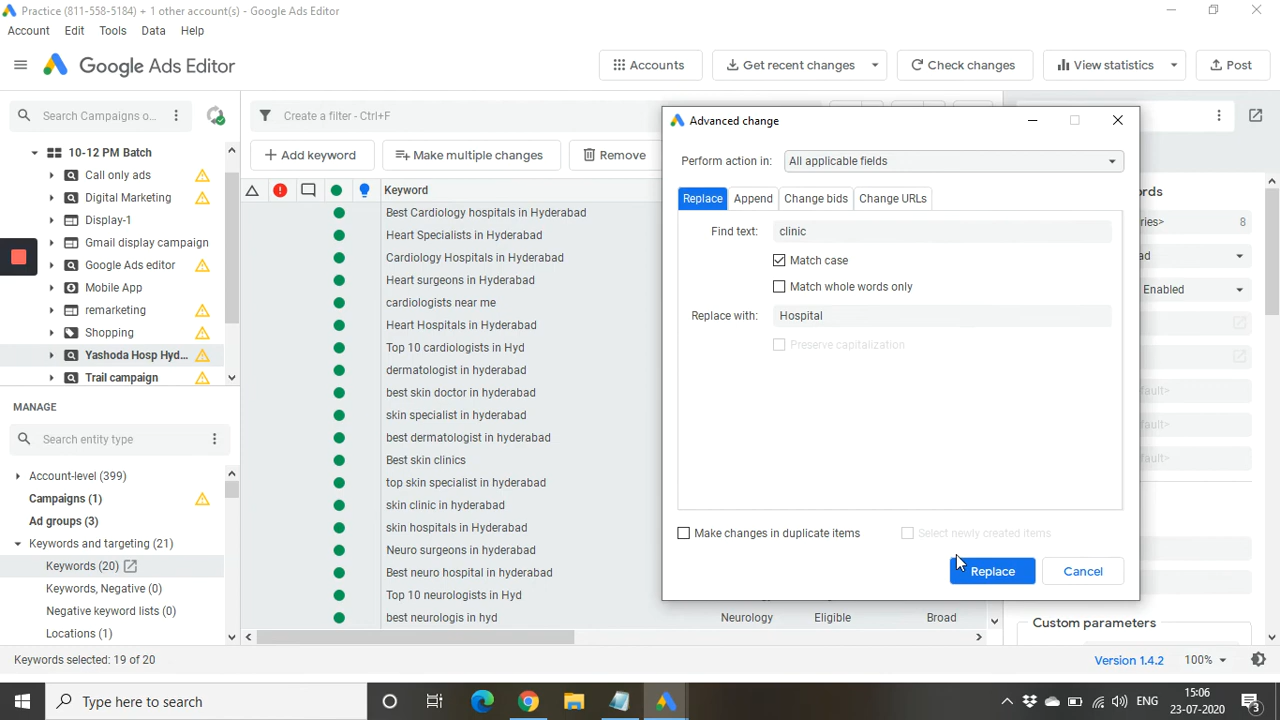 Practice (811-558-5184) + 1 other account(s) - Google Ads Editor
Account Edit Tools Data Help
Google Ads Editor
Accounts
Get recent changes
Check changes
View statistics
Post
Search Campaigns o...
Create a filter - Ctrl+F
10-12 PM Batch
Call only ads
Digital Marketing
Display-1
Gmail display campaign
Google Ads editor
Mobile App
remarketing
Shopping
Yashoda Hosp Hyd...
Trail campaign
MANAGE
Search entity type
Account-level (399)
Campaigns (1)
Ad groups (3)
Keywords and targeting (21)
Keywords (20)
Keywords, Negative (0)
Negative keyword lists (0)
Locations (1)
Add keyword
Make multiple changes
Remove
Keyword
Best Cardiology hospitals in Hyderabad
Heart Specialists in Hyderabad
Cardiology Hospitals in Hyderabad
Heart surgeons in Hyderabad
cardiologists near me
Heart Hospitals in Hyderabad
Top 10 cardiologists in Hyd
dermatologist in hyderabad
best skin doctor in hyderabad
skin specialist in hyderabad
best dermatologist in hyderabad
Best skin clinics
top skin specialist in hyderabad
skin clinic in hyderabad
skin hospitals in Hyderabad
Neuro surgeons in hyderabad
Best neuro hospital in hyderabad
Top 10 neurologists in Hyd
best neurologis in hyd Neurology Eligible Broad
Advanced change
Perform action in: All applicable fields
Replace Append Change bids Change URLs
Find text: clinic
Match case
Match whole words only
Replace with: Hospital
Preserve capitalization
Make changes in duplicate items
Select newly created items
Replace
Cancel
ords
ries> 8
ad
Enabled
fault>
fault>
fault>
Custom parameters
Keywords selected: 19 of 20
Version 1.4.2
100%
Type here to search
ENG
15:06
23-07-2020
3